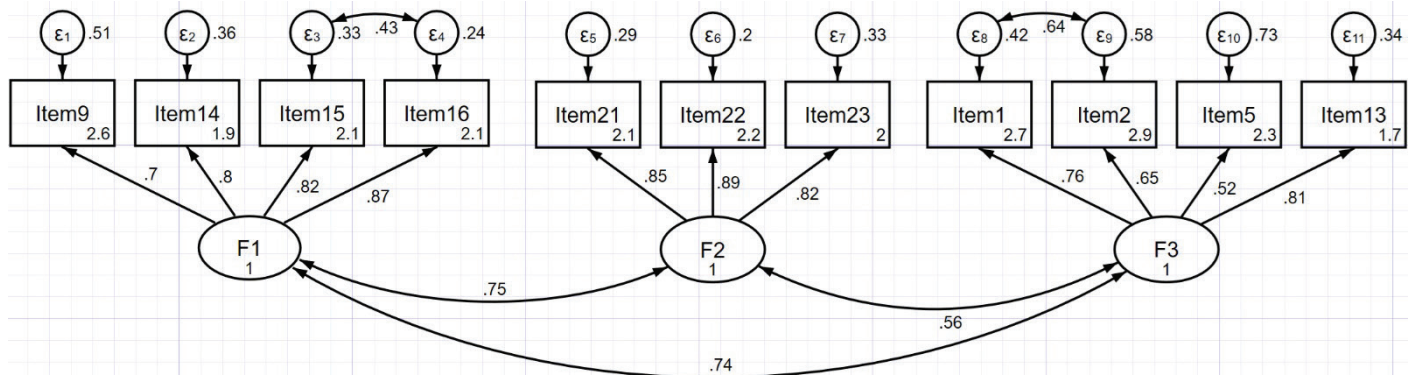 ε1 .51 ε2 .36 ε3 .33 .43 ε4 .24 ε5 .29 ε6 .2 ε7 .33 ε8 .42 .64 ε9 .58 ε10 .73 ε11 .34
Item9 Item14 Item15 Item16 Item21 Item22 Item23 Item1 Item2 Item5 Item13
2.6 1.9 2.1 2.1 2.1 2.2 2 2.7 2.9 2.3 1.7
.7 .8 .82 .87 .85 .89 .82 .76 .65 .52 .81
F1 F2 F3
1 1 1
.75
.56
.74